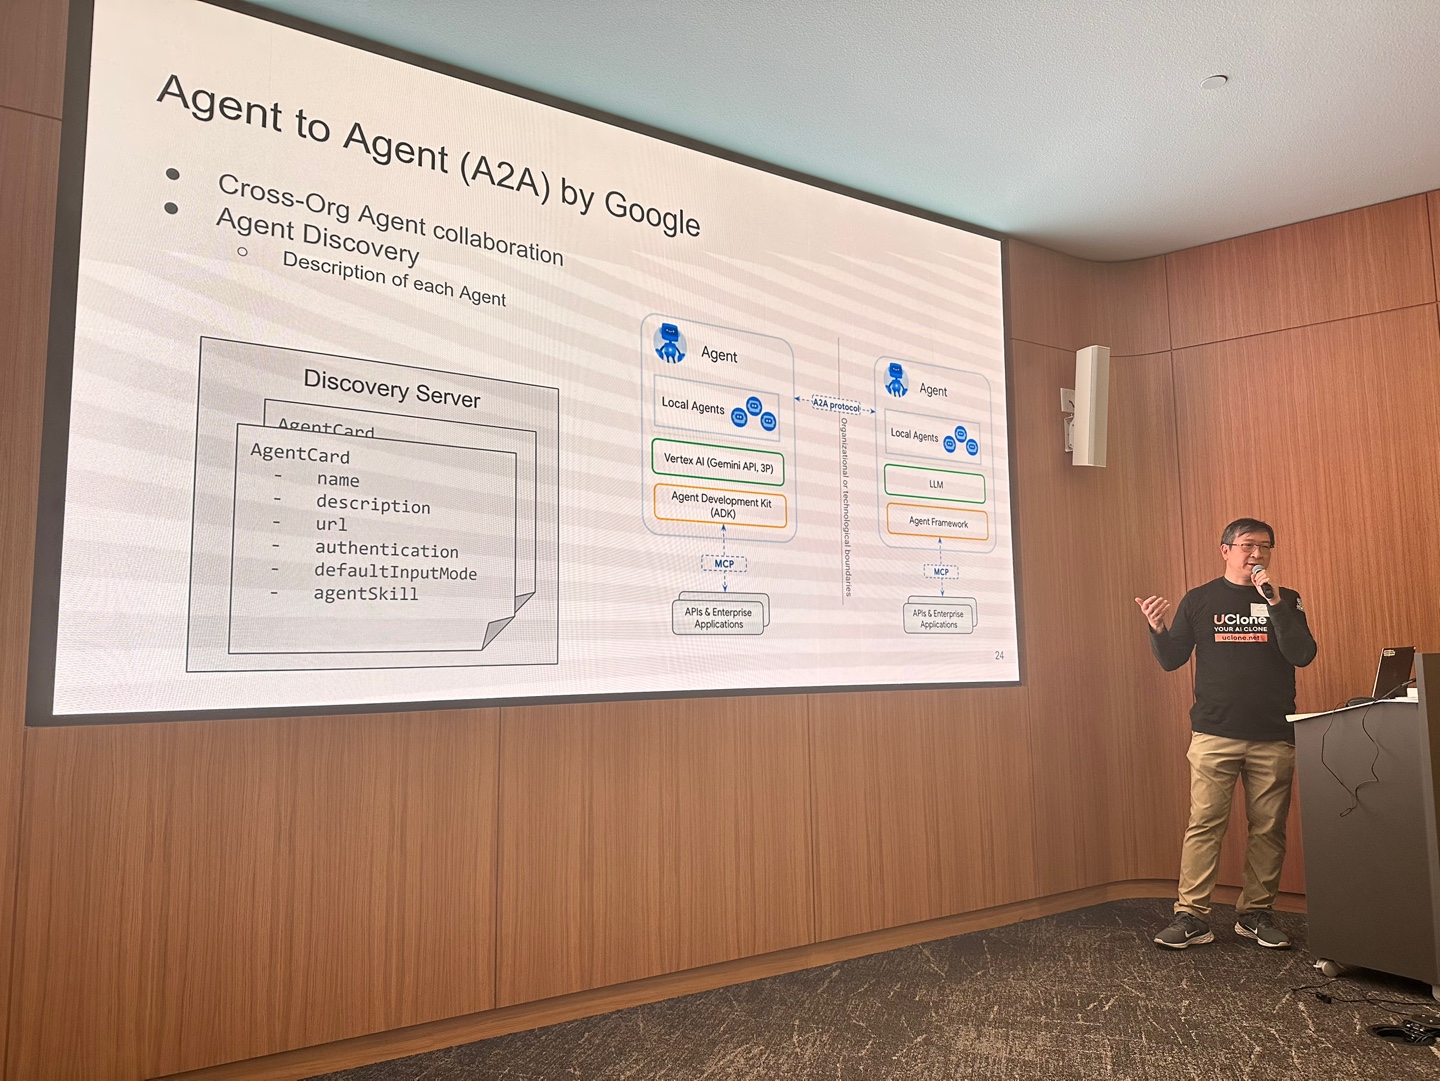 Agent to Agent (A2A) by Google
● Cross-Org Agent collaboration
● Agent Discovery
○ Description of each Agent
Discovery Server
AgentCard
AgentCard
- name
- description
- url
- authentication
- defaultInputMode
- agentSkill
Agent
Local Agents
Vertex AI (Gemini API, 3P)
Agent Development Kit
(ADK)
MCP
APIs & Enterprise
Applications
A2A protocol
Organizational or technological boundaries
Agent
Local Agents
LLM
Agent Framework
MCP
APIs & Enterprise
Applications
24
UClone
YOUR AI CLONE
uclone.net